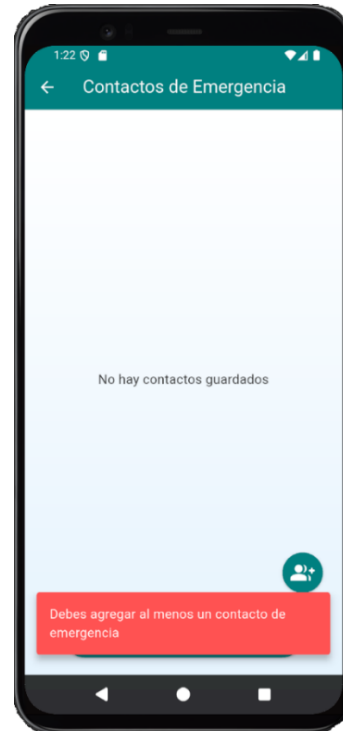 1:22
Contactos de Emergencia
No hay contactos guardados
Debes agregar al menos un contacto de
emergencia